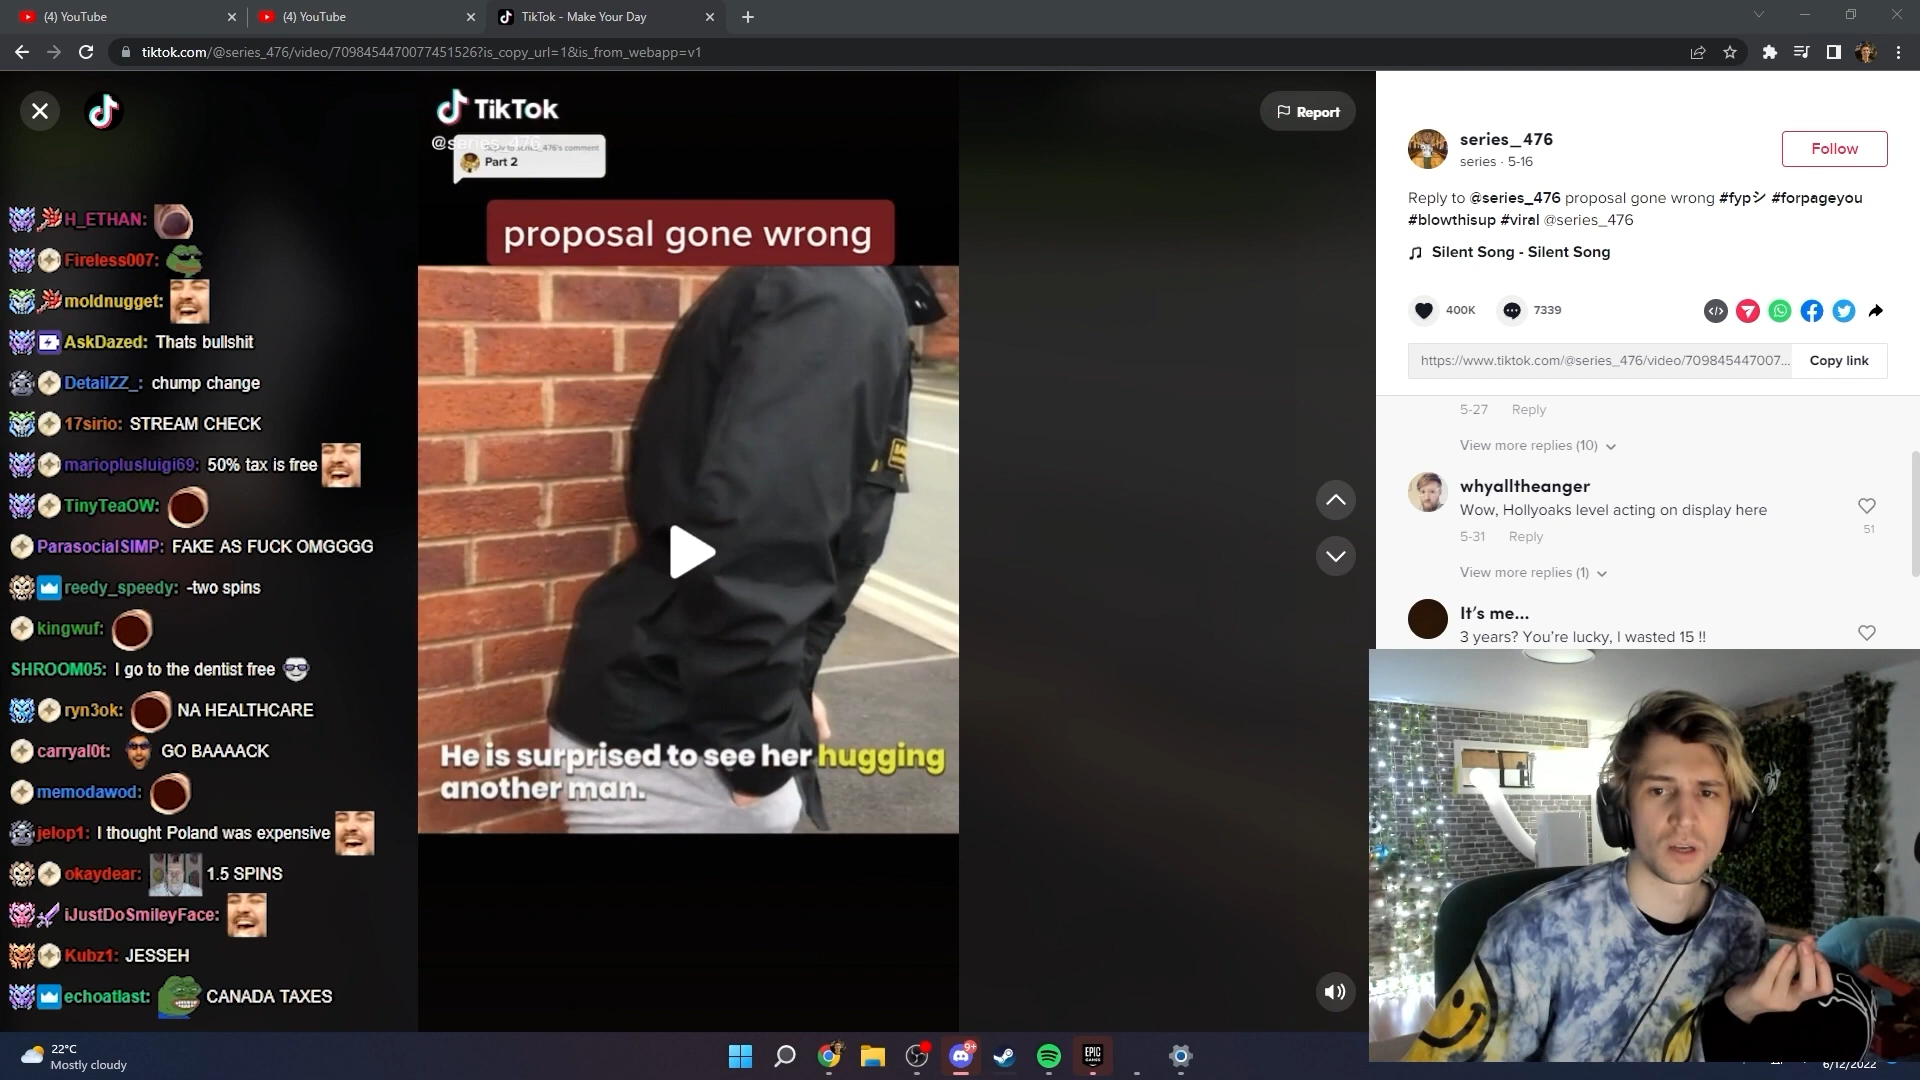 (4) YouTube
(4) YouTube
TikTok - Make Your Day
tiktok.com/@series_476/video/7098454470077451526?is_copy_url=1&is_from_webapp=v1
TikTok
@series_476
Reply to series_476's comment
Part 2
proposal gone wrong
He is surprised to see her hugging
another man.
Report
H_ETHAN:
Fireless007:
moldnugget:
AskDazed: Thats bullshit
DetailZZ_: chump change
17sirio: STREAM CHECK
marioplusluigi69: 50% tax is free
TinyTeaOW:
ParasocialSIMP: FAKE AS FUCK OMGGGG
reedy_speedy: -two spins
kingwuf:
SHROOM05: I go to the dentist free
ryn3ok: NA HEALTHCARE
carryal0t: GO BAAAACK
memodawod:
jelop1: I thought Poland was expensive
okaydear: 1.5 SPINS
iJustDoSmileyFace:
Kubz1: JESSEH
echoatlast: CANADA TAXES
series_476
series · 5-16
Follow
Reply to @series_476 proposal gone wrong #fypシ #forpageyou
#blowthisup #viral @series_476
Silent Song - Silent Song
400K
7339
https://www.tiktok.com/@series_476/video/709845447007...
Copy link
5-27 Reply
View more replies (10)
whyalltheanger
Wow, Hollyoaks level acting on display here
51
5-31 Reply
View more replies (1)
It's me...
3 years? You're lucky, I wasted 15 !!
22°C
Mostly cloudy
9+
EPIC
GAMES
6/12/2022